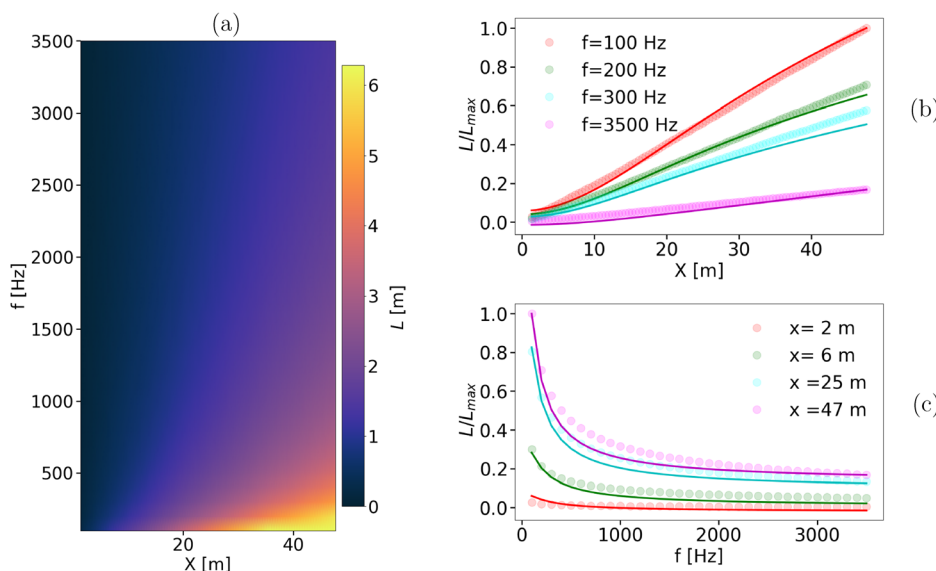 (a)
3500
3000
2500
2000
1500
1000
500
f [Hz]
20
40
X [m]
6
5
4
3
2
1
0
L [m]
(b)
1.0
0.8
0.6
0.4
0.2
0.0
L/Lmax
f=100 Hz
f=200 Hz
f=300 Hz
f=3500 Hz
0
10
20
30
40
X [m]
(c)
1.0
0.8
0.6
0.4
0.2
0.0
L/Lmax
x= 2 m
x= 6 m
x =25 m
x =47 m
0
1000
2000
3000
f [Hz]